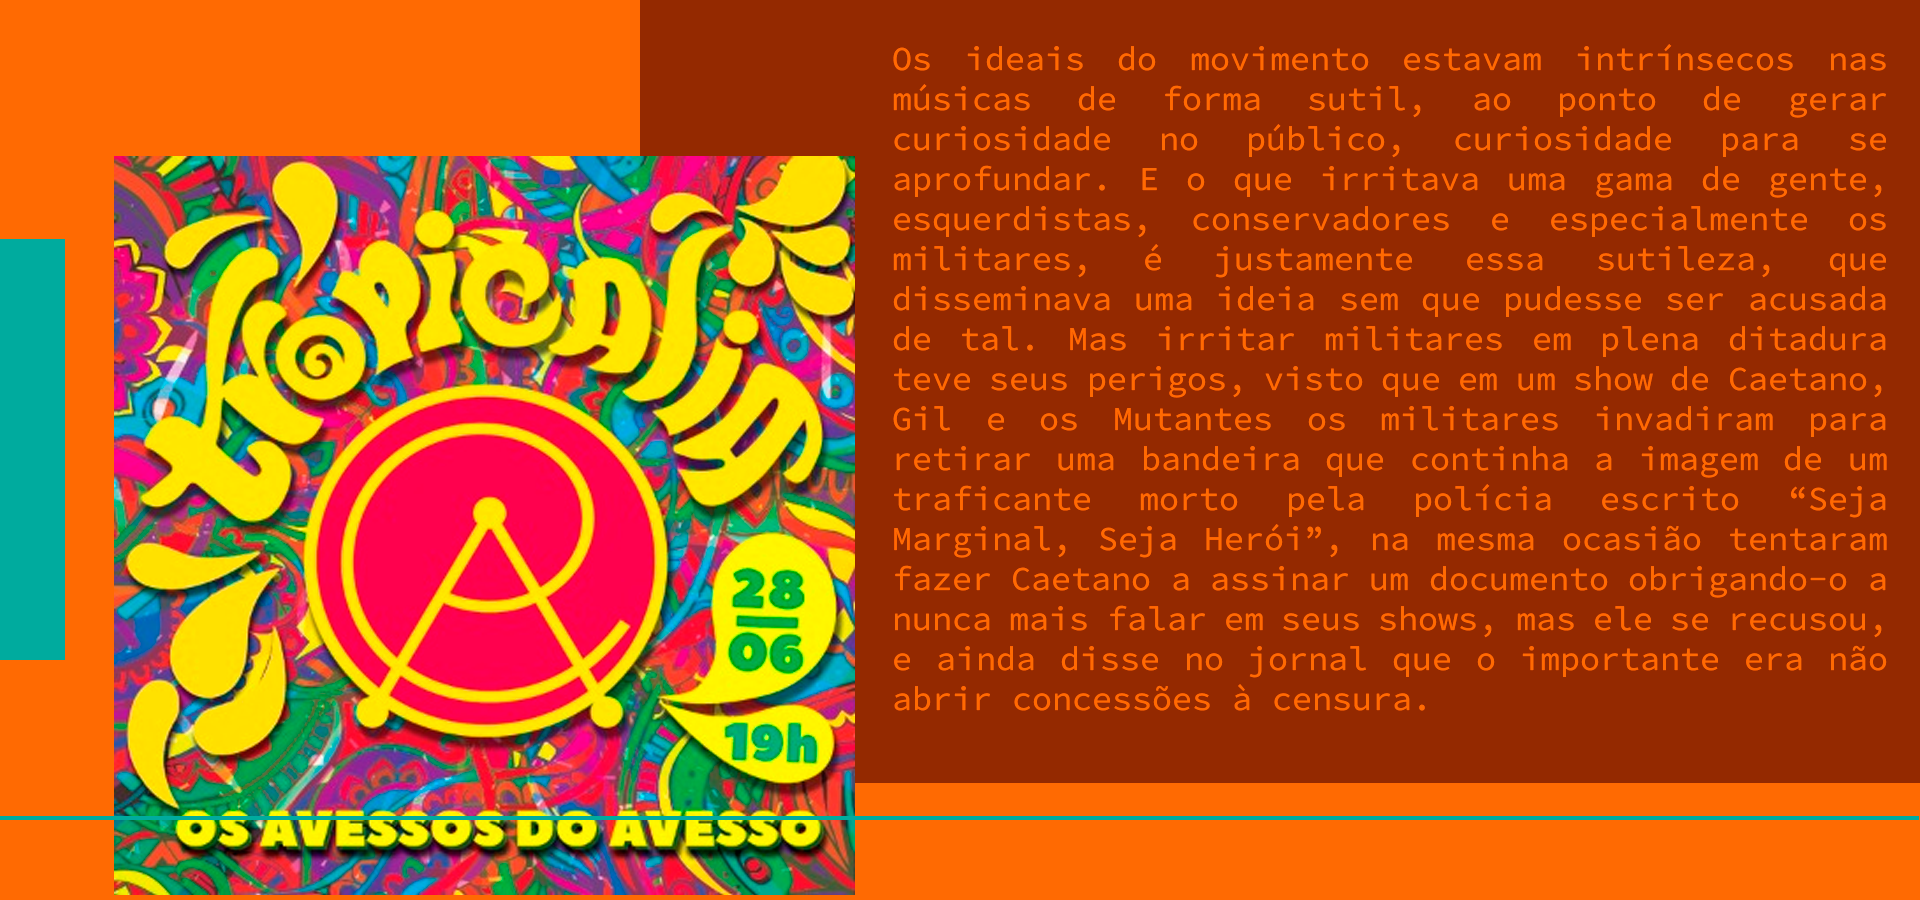 Os ideais do movimento estavam intrínsecos nas
músicas de forma sutil, ao ponto de gerar
curiosidade no público, curiosidade para se
aprofundar. E o que irritava uma gama de gente,
esquerdistas, conservadores e especialmente os
militares, é justamente essa sutileza, que
disseminava uma ideia sem que pudesse ser acusada
de tal. Mas irritar militares em plena ditadura
teve seus perigos, visto que em um show de Caetano,
Gil e os Mutantes os militares invadiram para
retirar uma bandeira que continha a imagem de um
traficante morto pela polícia escrito “Seja
Marginal, Seja Herói”, na mesma ocasião tentaram
fazer Caetano a assinar um documento obrigando-o a
nunca mais falar em seus shows, mas ele se recusou,
e ainda disse no jornal que o importante era não
abrir concessões à censura.
tropicalia
28
06
19h
OS AVESSOS DO AVESSO